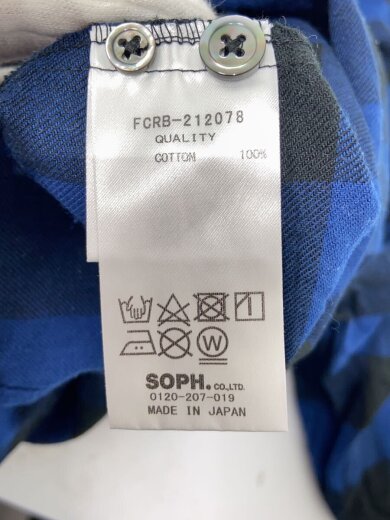 FCRB-212078
QUALITY
COTTON 100%
W
SOPH.CO.,LTD.
0120-207-019
MADE IN JAPAN